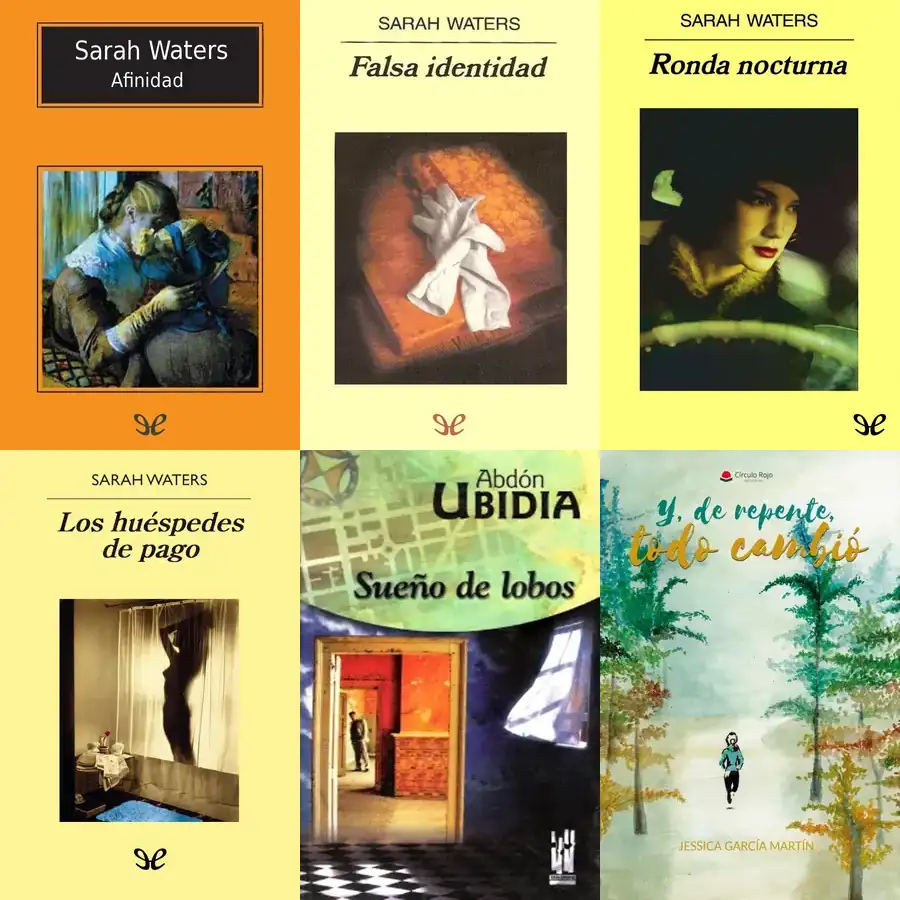 Sarah Waters
Afinidad
SARAH WATERS
Falsa identidad
SARAH WATERS
Ronda nocturna
SARAH WATERS
Los huéspedes
de pago
Abdón
UBIDIA
Sueño de lobos
Círculo Rojo
Y, de repente,
todo cambió
JESSICA GARCÍA MARTÍN